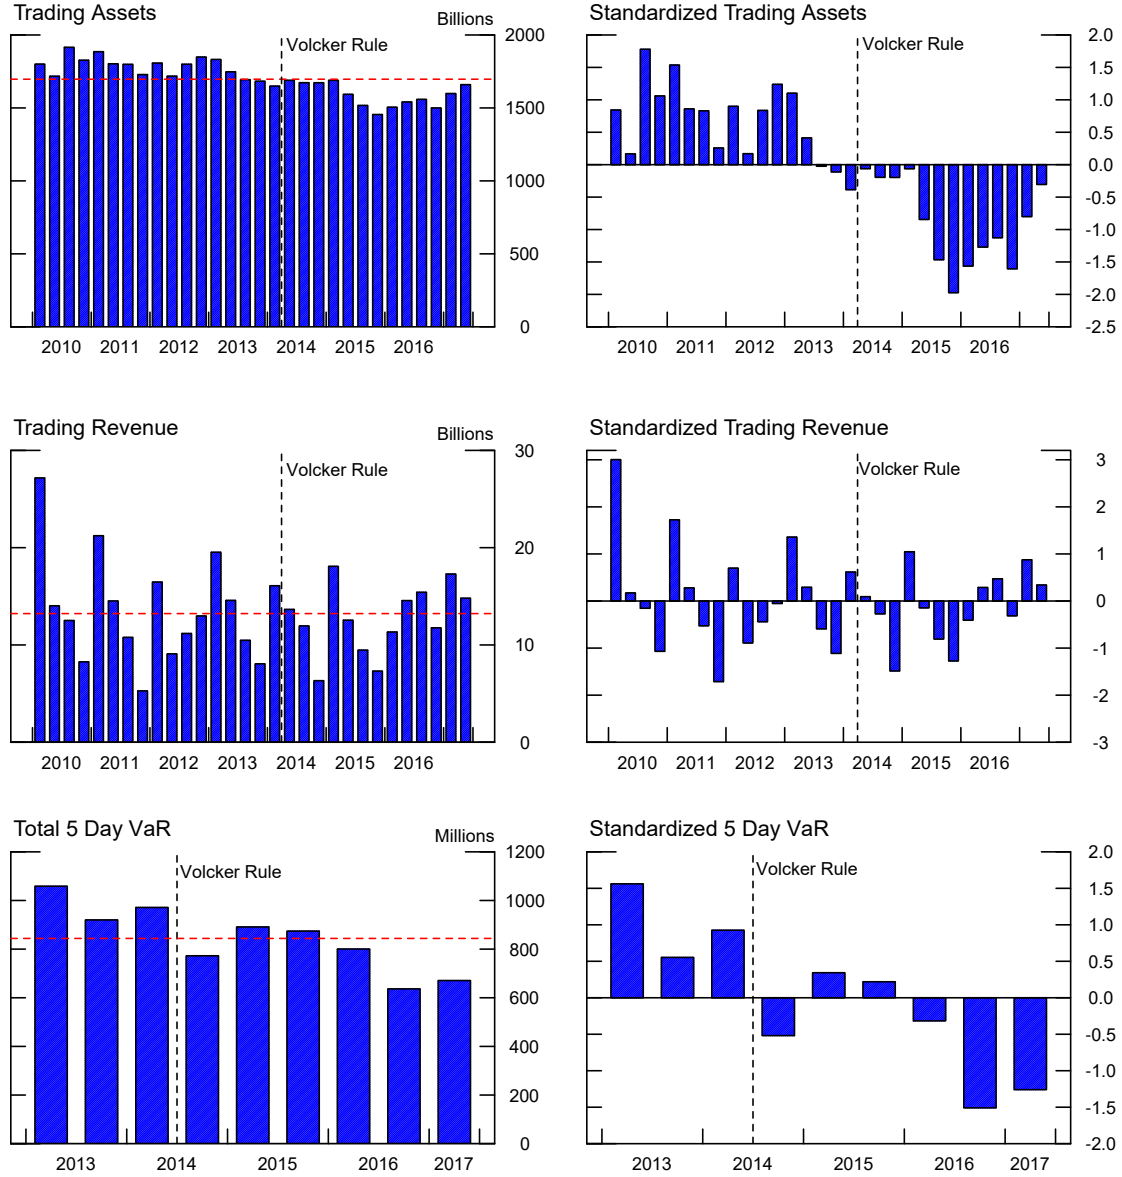 Trading Assets
Billions
Volcker Rule
2000
1500
1000
500
0
2010 2011 2012 2013 2014 2015 2016
Standardized Trading Assets
Volcker Rule
2.0
1.5
1.0
0.5
0.0
-0.5
-1.0
-1.5
-2.0
-2.5
2010 2011 2012 2013 2014 2015 2016
Trading Revenue
Billions
Volcker Rule
30
20
10
0
2010 2011 2012 2013 2014 2015 2016
Standardized Trading Revenue
Volcker Rule
3
2
1
0
-1
-2
-3
2010 2011 2012 2013 2014 2015 2016
Total 5 Day VaR
Millions
Volcker Rule
1200
1000
800
600
400
200
0
2013 2014 2015 2016 2017
Standardized 5 Day VaR
Volcker Rule
2.0
1.5
1.0
0.5
0.0
-0.5
-1.0
-1.5
-2.0
2013 2014 2015 2016 2017